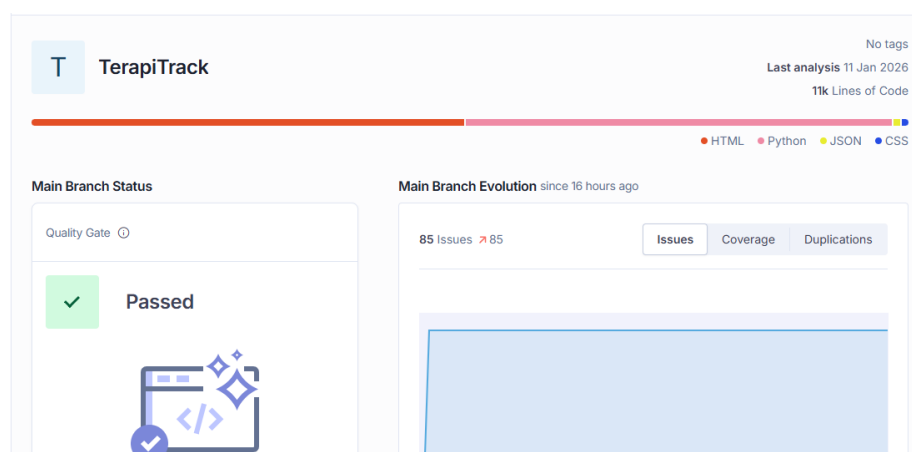 T
TerapiTrack
No tags
Last analysis 11 Jan 2026
11k Lines of Code
HTML Python JSON CSS
Main Branch Status
Main Branch Evolution since 16 hours ago
Quality Gate
85 Issues 85
Issues Coverage Duplications
Passed